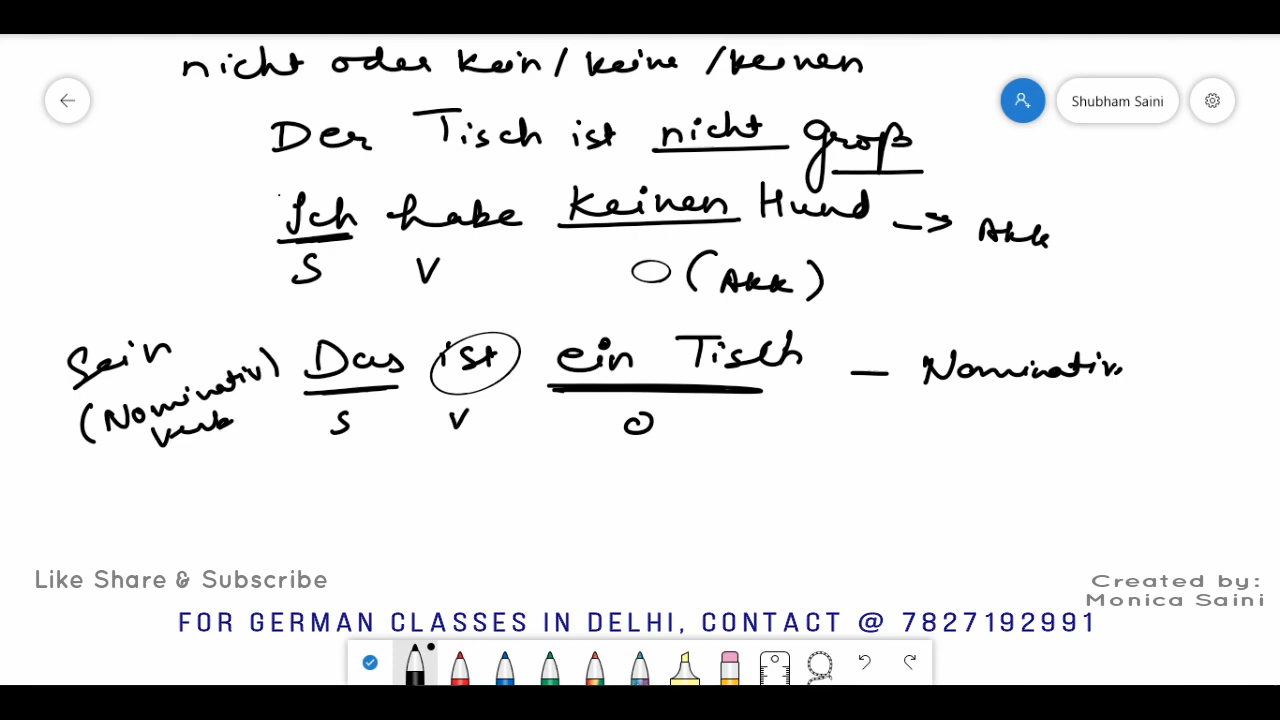 nicht oder kein / keine / keinen
Shubham Saini
Der Tisch ist nicht groß
Ich habe keinen Hund → Akk
S V O (Akk)
Sein Das ist ein Tisch — Nominativ
(Nominativ) verb
S V O
Like Share & Subscribe
Created by:
Monica Saini
FOR GERMAN CLASSES IN DELHI, CONTACT @ 7827192991